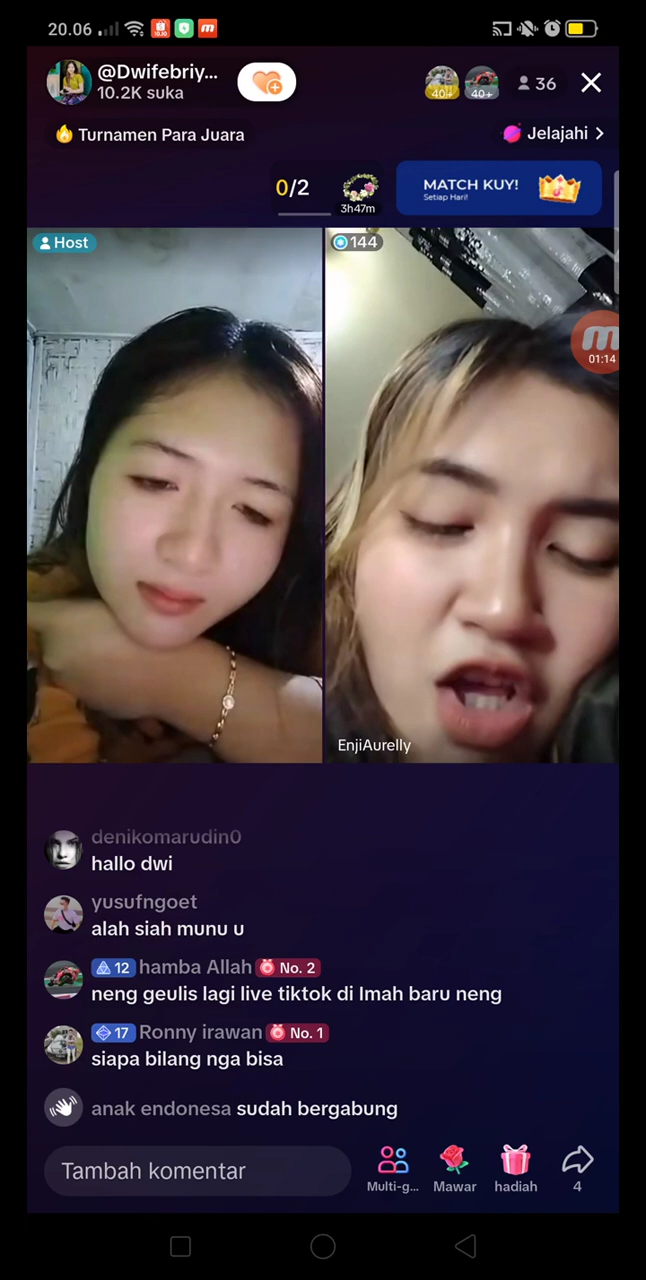 20.06
@Dwifebriy...
10.2K suka
40+
40+
36
Turnamen Para Juara
Jelajahi >
0/2
3h47m
MATCH KUY!
Setiap Hari!
Host
144
01:14
EnjiAurelly
denikomarudin0
hallo dwi
yusufngoet
alah siah munu u
12 hamba Allah No. 2
neng geulis lagi live tiktok di Imah baru neng
17 Ronny irawan No. 1
siapa bilang nga bisa
anak endonesa sudah bergabung
Tambah komentar
Multi-g...
Mawar
hadiah
4